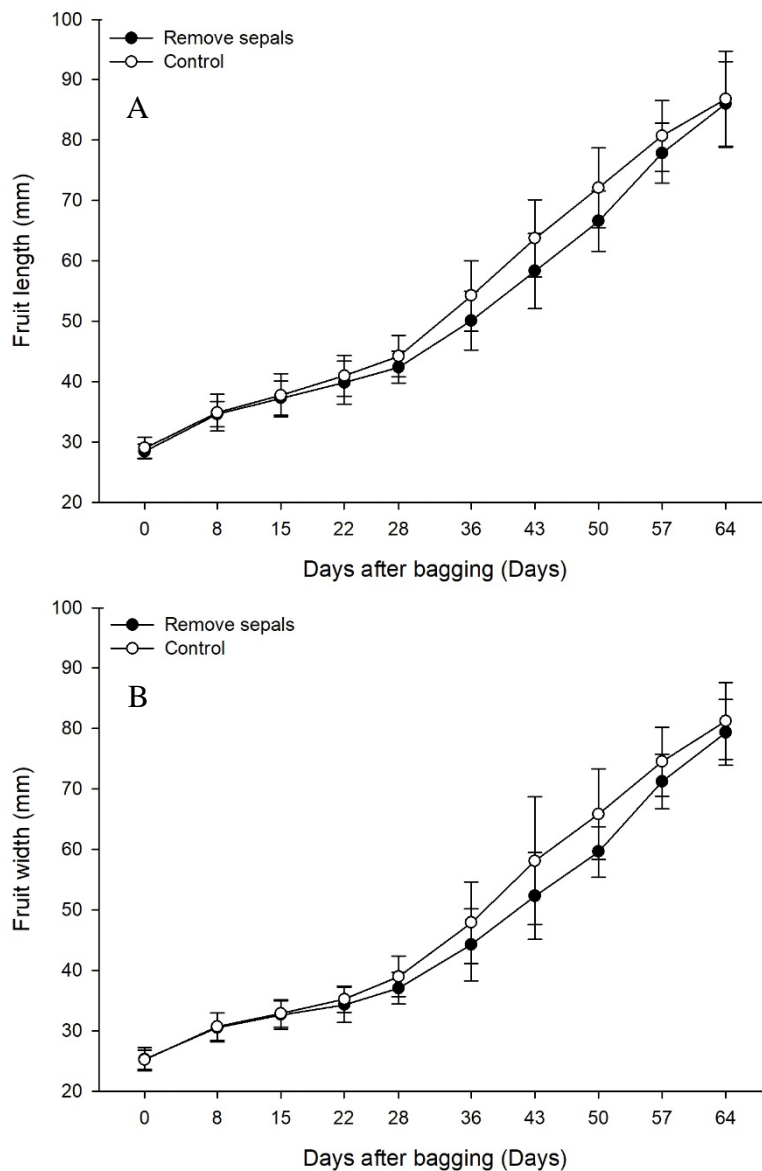 100
90
80
70
60
50
40
30
20
Fruit length (mm)
Remove sepals
Control
A
0 8 15 22 28 36 43 50 57 64
Days after bagging (Days)
100
90
80
70
60
50
40
30
20
Fruit width (mm)
Remove sepals
Control
B
0 8 15 22 28 36 43 50 57 64
Days after bagging (Days)